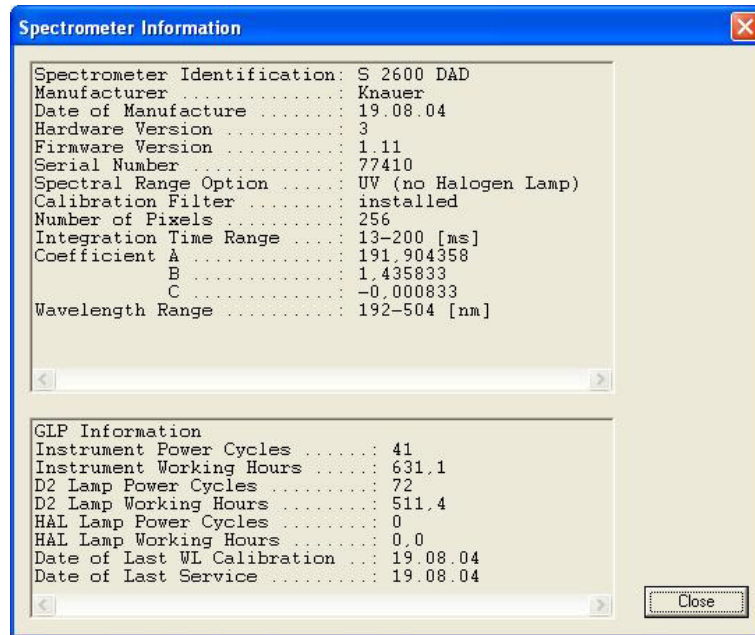 Spectrometer Information
Spectrometer Identification: S 2600 DAD
Manufacturer ...............: Knauer
Date of Manufacture .......: 19.08.04
Hardware Version ..........: 3
Firmware Version ..........: 1.11
Serial Number .............: 77410
Spectral Range Option .....: UV (no Halogen Lamp)
Calibration Filter ........: installed
Number of Pixels ..........: 256
Integration Time Range ....: 13-200 [ms]
Coefficient A .............: 191,904358
B .............: 1,435833
C .............: -0,000833
Wavelength Range ..........: 192-504 [nm]
GLP Information
Instrument Power Cycles ......: 41
Instrument Working Hours .....: 631,1
D2 Lamp Power Cycles .........: 72
D2 Lamp Working Hours ........: 511,4
HAL Lamp Power Cycles ........: 0
HAL Lamp Working Hours .......: 0,0
Date of Last WL Calibration ..: 19.08.04
Date of Last Service .........: 19.08.04
Close